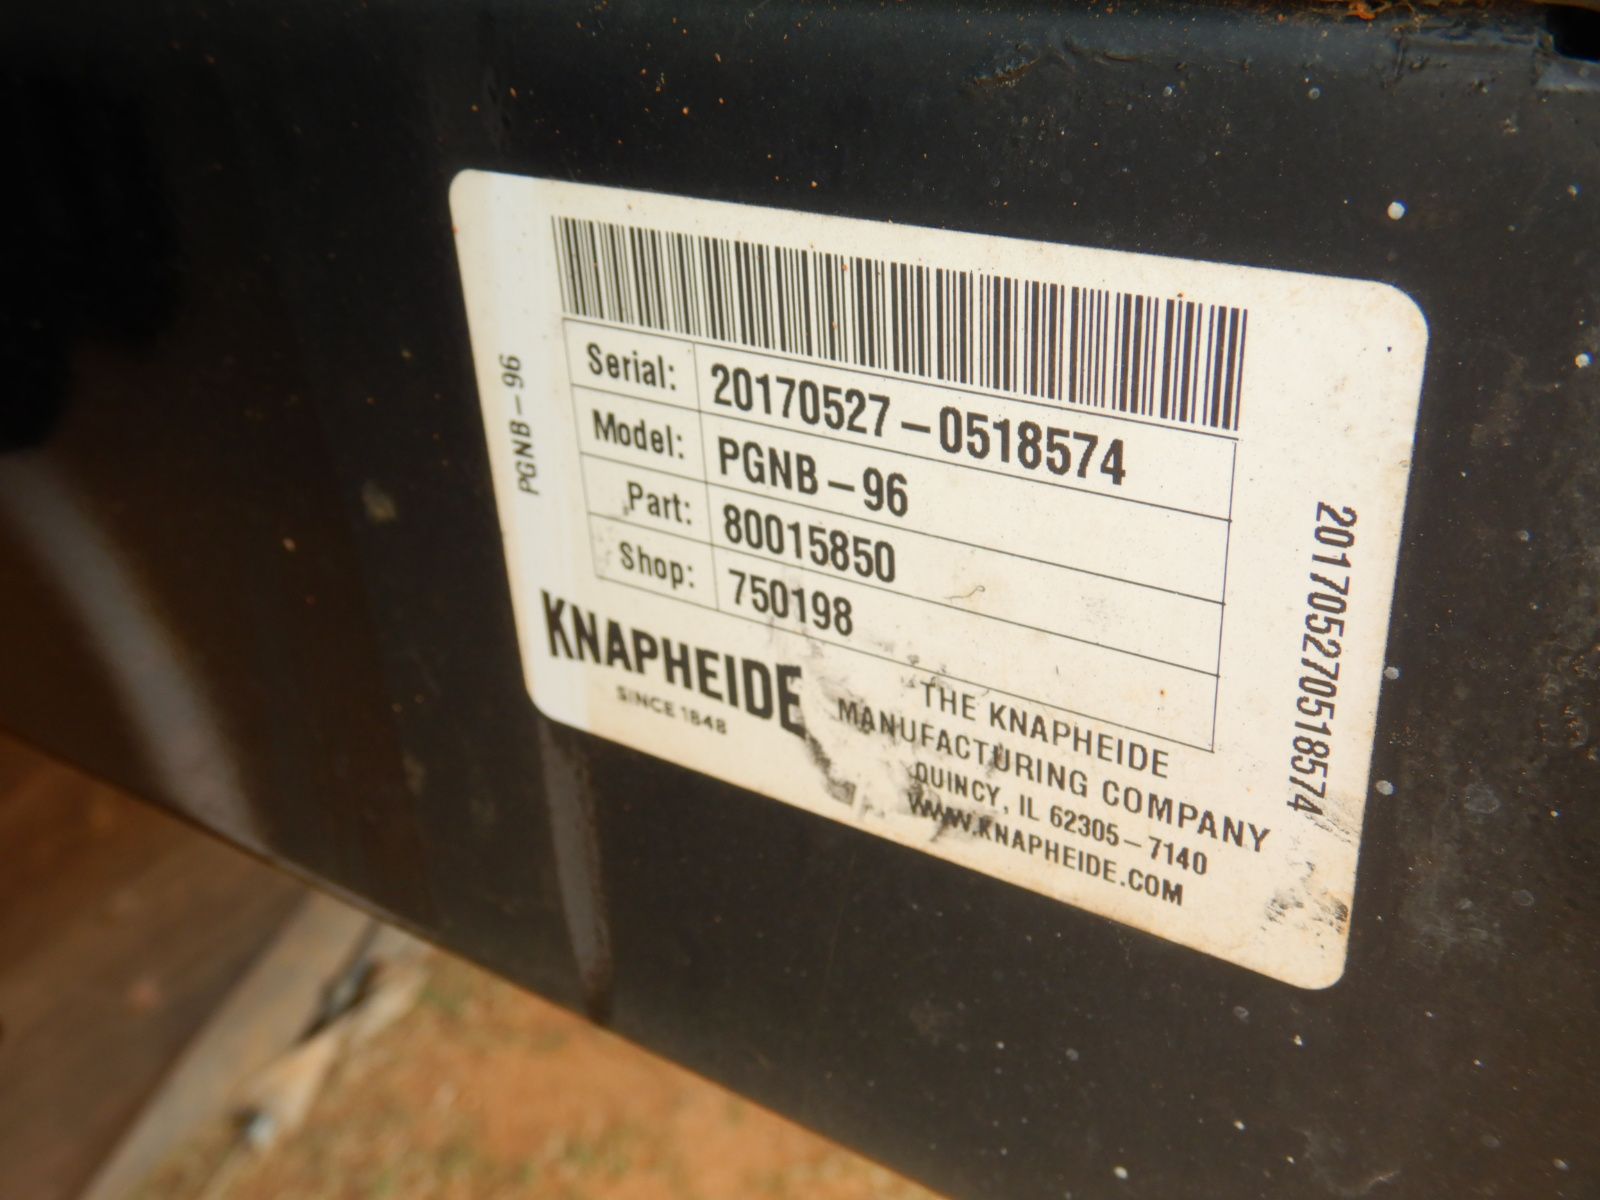 PGNB-96
Serial: 20170527-0518574
Model: PGNB-96
Part: 80015850
Shop: 750198
KNAPHEIDE
SINCE 1848
THE KNAPHEIDE
MANUFACTURING COMPANY
QUINCY, IL 62305-7140
WWW.KNAPHEIDE.COM
201705270518574